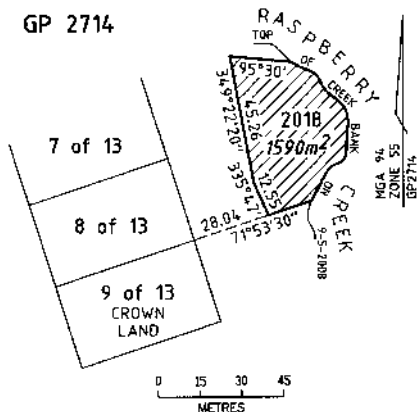 GP 2714
RASPBERRY
CREEK
TOP
OF
CREEK
BANK
ON
9-5-2008
95°30'
349°22'20"
45.26
2018
1590m²
335°47'
12.55
28.04
71°53'30"
7 of 13
8 of 13
9 of 13
CROWN
LAND
MGA 94
ZONE 55
GP2714
0 15 30 45
METRES